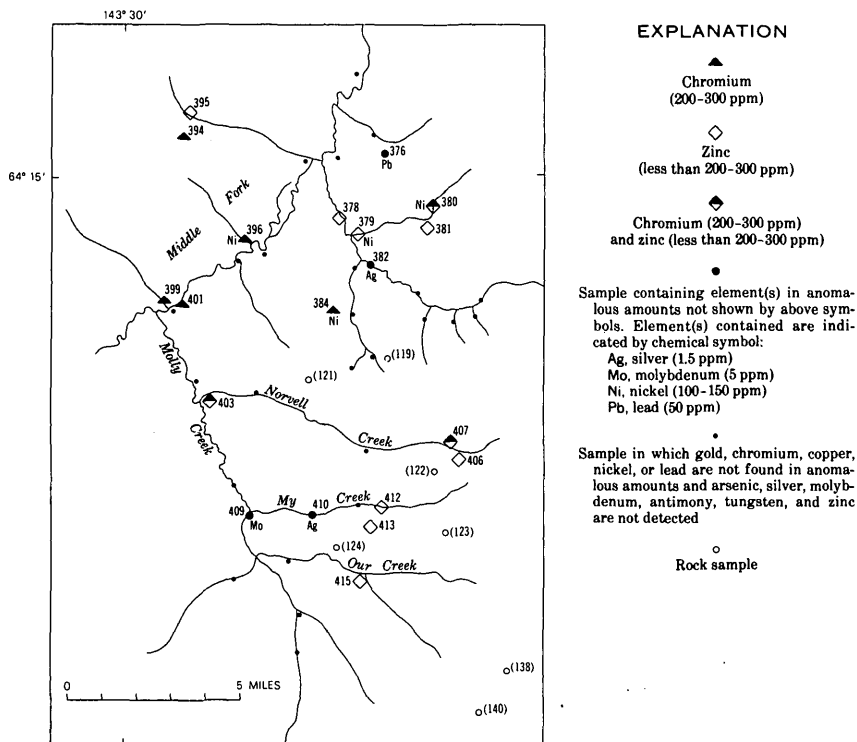 143° 30'
64° 15'
395
394
376
Pb
Middle
Fork
378
379
Ni
Ni
380
381
Ni
396
382
Ag
399
401
384
Ni
(119)
(121)
Molly
Creek
403
Norvell
Creek
407
406
(122)
409
Mo
My
Creek
410
Ag
412
413
(123)
(124)
Our Creek
415
(138)
(140)
0
5 MILES
EXPLANATION
Chromium
(200-300 ppm)
Zinc
(less than 200-300 ppm)
Chromium (200-300 ppm)
and zinc (less than 200-300 ppm)
Sample containing element(s) in anoma-
lous amounts not shown by above sym-
bols. Element(s) contained are indi-
cated by chemical symbol:
Ag, silver (1.5 ppm)
Mo, molybdenum (5 ppm)
Ni, nickel (100-150 ppm)
Pb, lead (50 ppm)
Sample in which gold, chromium, copper,
nickel, or lead are not found in anoma-
lous amounts and arsenic, silver, molyb-
denum, antimony, tungsten, and zinc
are not detected
Rock sample